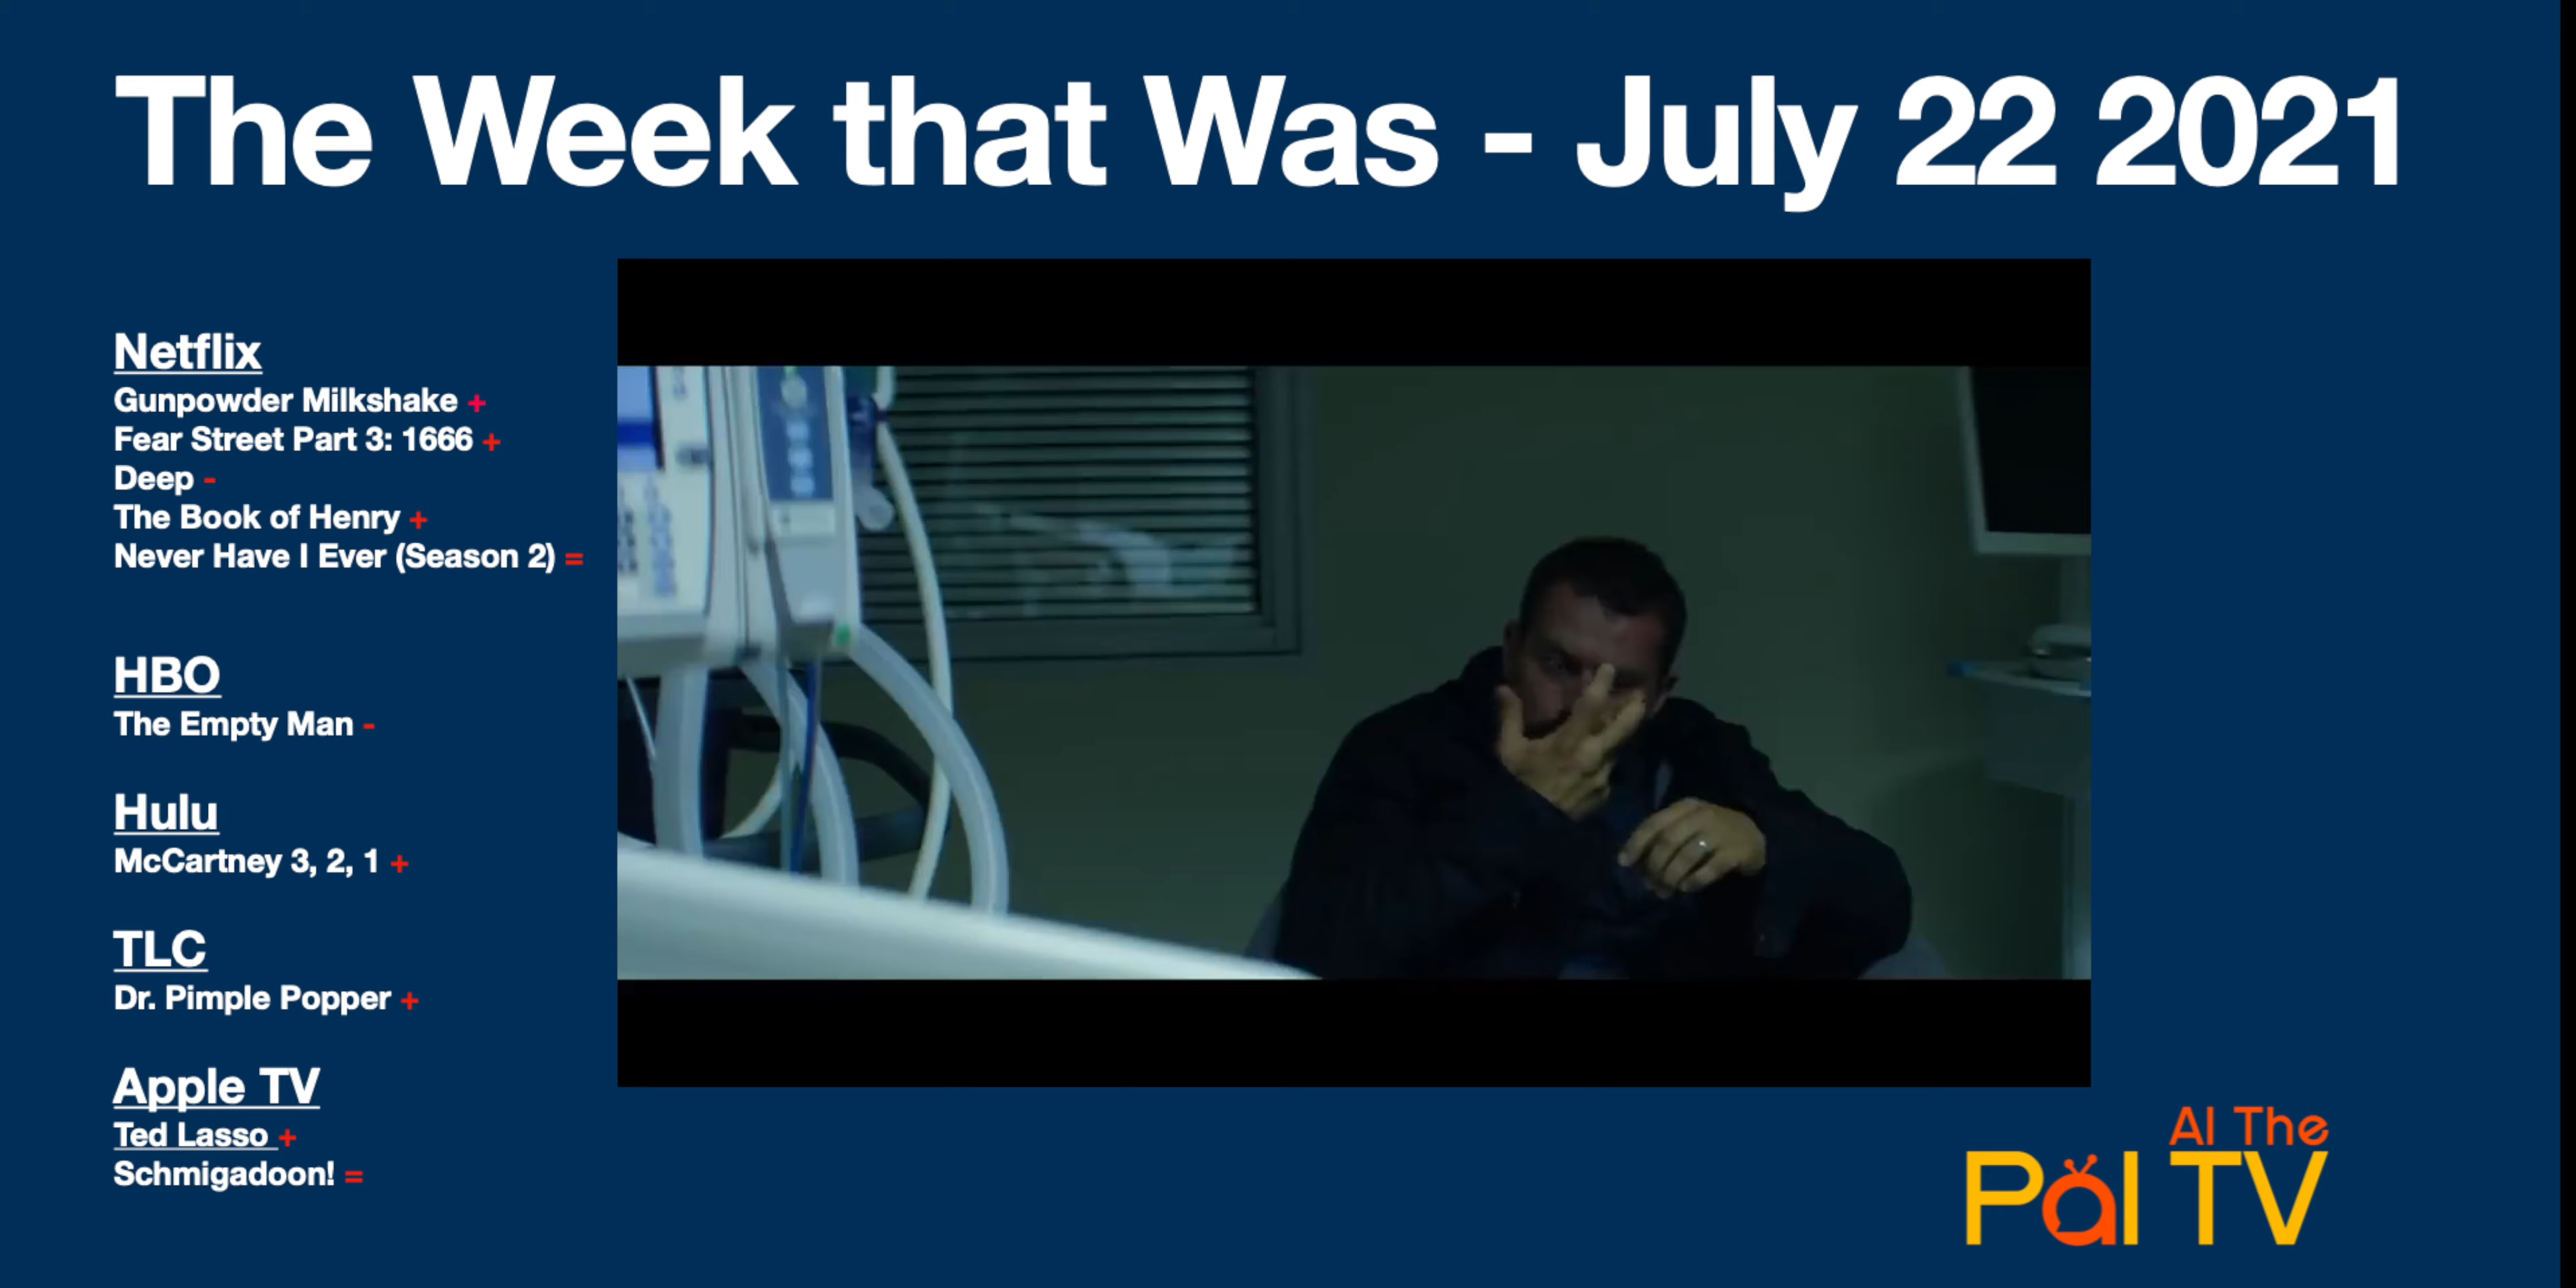 The Week that Was - July 22 2021
Netflix
Gunpowder Milkshake +
Fear Street Part 3: 1666 +
Deep -
The Book of Henry +
Never Have I Ever (Season 2) =
HBO
The Empty Man -
Hulu
McCartney 3, 2, 1 +
TLC
Dr. Pimple Popper +
Apple TV
Ted Lasso +
Schmigadoon! =
Al The
Pal TV